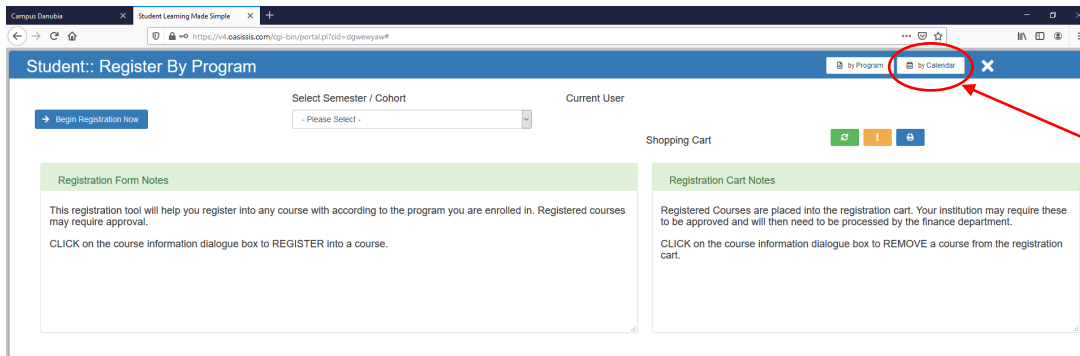 Campus Danubia
Student Learning Made Simple
https://v4.oasissis.com/cgi-bin/portal.pl?cid=dgwewyaw#
Student:: Register By Program
by Program
by Calendar
Select Semester / Cohort
Current User
Begin Registration Now
- Please Select -
Shopping Cart
Registration Form Notes
This registration tool will help you register into any course with according to the program you are enrolled in. Registered courses
may require approval.
CLICK on the course information dialogue box to REGISTER into a course.
Registration Cart Notes
Registered Courses are placed into the registration cart. Your institution may require these
to be approved and will then need to be processed by the finance department.
CLICK on the course information dialogue box to REMOVE a course from the registration
cart.